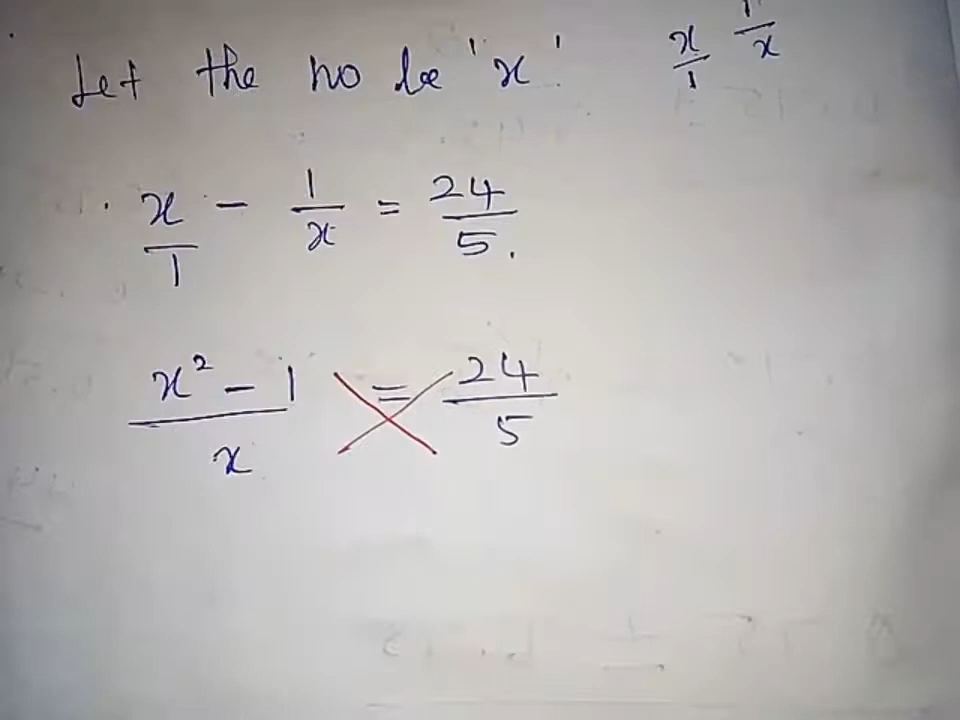 Let the no be 'x' x/1 1/x
x/1 - 1/x = 24/5.
x² - 1/x = 24/5